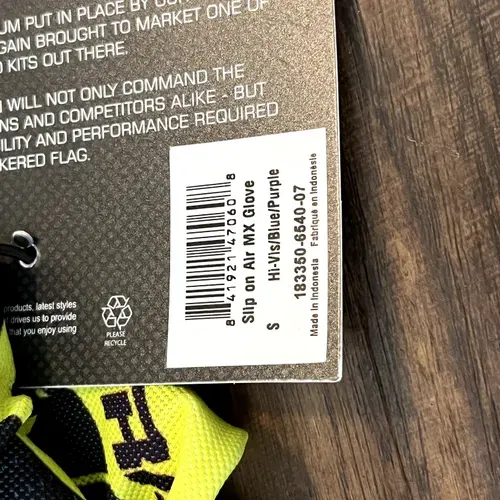 UM PUT IN PLACE BY
GAIN BROUGHT TO MARKET ONE OF
KITS OUT THERE.
WILL NOT ONLY COMMAND THE
NS AND COMPETITORS ALIKE - BUT
ILITY AND PERFORMANCE REQUIRED
KERED FLAG.
products, latest styles
drives us to provide
that you enjoy using
PLEASE
RECYCLE
8 41921 47060 8
Slip on Air MX Glove
Hi-Vis/Blue/Purple
S
183350-6540-07
Made in Indonesia Fabriqué en Indonésie